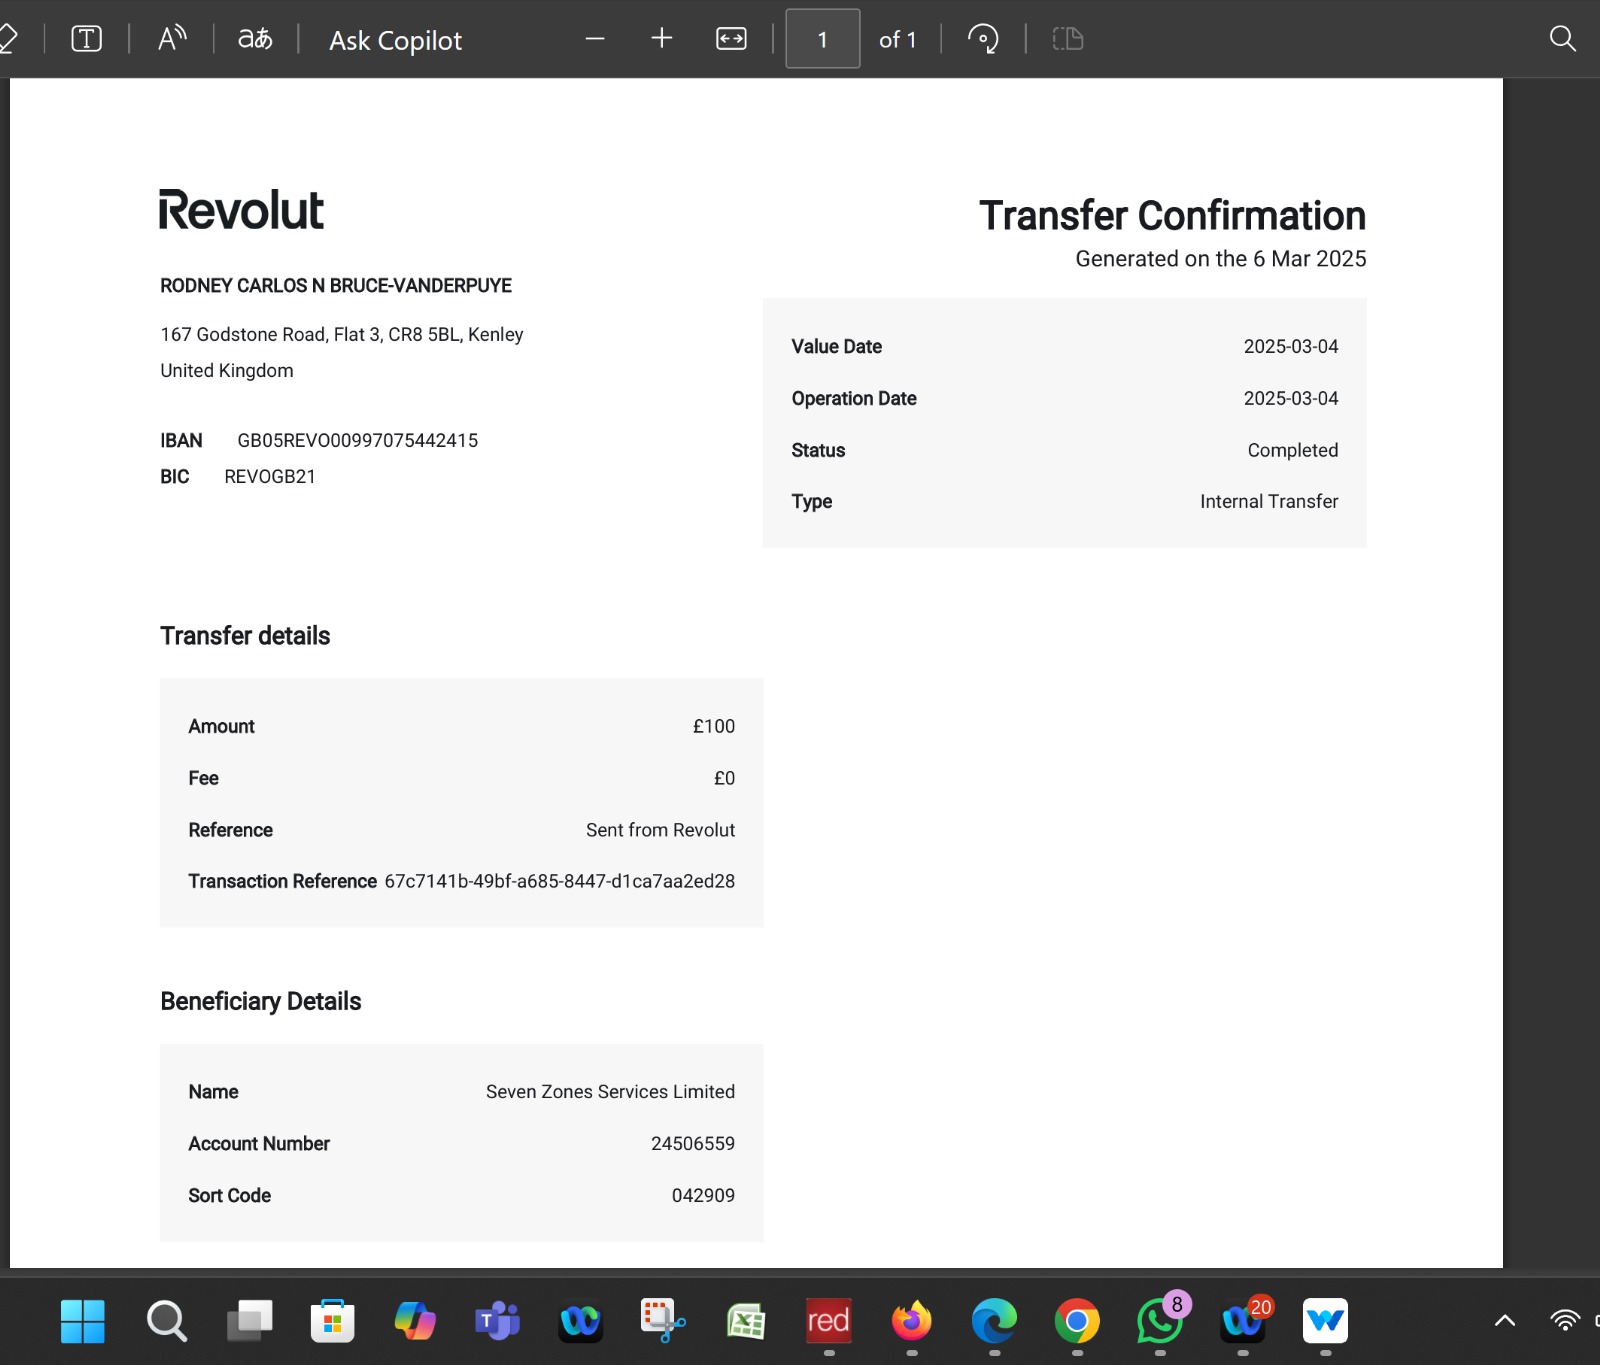 Ask Copilot
1 of 1
Revolut
Transfer Confirmation
Generated on the 6 Mar 2025
RODNEY CARLOS N BRUCE-VANDERPUYE
167 Godstone Road, Flat 3, CR8 5BL, Kenley
United Kingdom
IBAN GB05REVO00997075442415
BIC REVOGB21
Value Date 2025-03-04
Operation Date 2025-03-04
Status Completed
Type Internal Transfer
Transfer details
Amount £100
Fee £0
Reference Sent from Revolut
Transaction Reference 67c7141b-49bf-a685-8447-d1ca7aa2ed28
Beneficiary Details
Name Seven Zones Services Limited
Account Number 24506559
Sort Code 042909
red
8
20